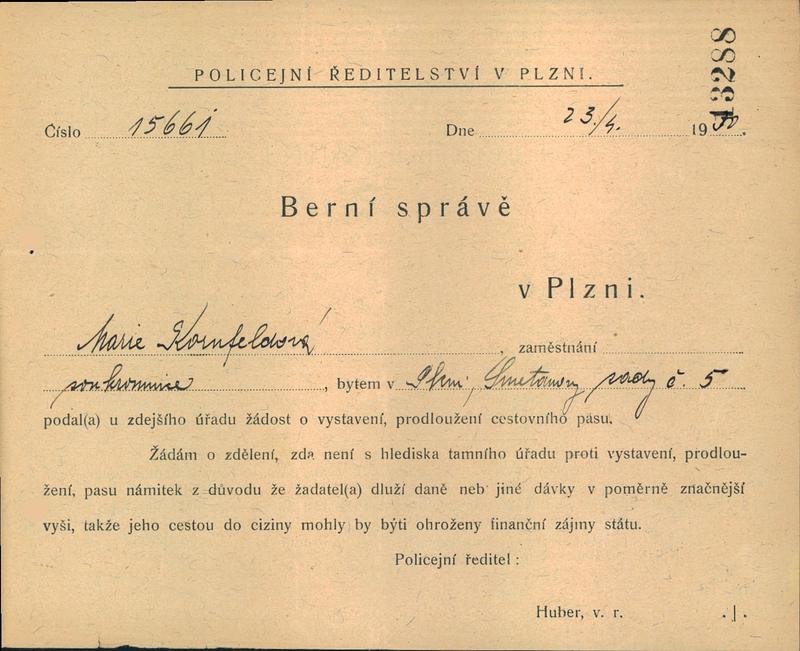 13288
POLICEJNÍ ŘEDITELSTVÍ V PLZNI.
Číslo 15661 Dne 23./4. 1930.
Berní správě
v Plzni.
Marie Kornfeldová, zaměstnání
soukromnice, bytem v Plzni, Smetanovy sady č. 5
podal(a) u zdejšího úřadu žádost o vystavení, prodloužení cestovního pasu.
Žádám o zdělení, zda není s hlediska tamního úřadu proti vystavení, prodlou-
žení, pasu námitek z důvodu že žadatel(a) dluží daně neb jiné dávky v poměrně značnější
vyši, takže jeho cestou do ciziny mohly by býti ohroženy finanční zájmy státu.
Policejní ředitel :
Huber, v. r. .|.